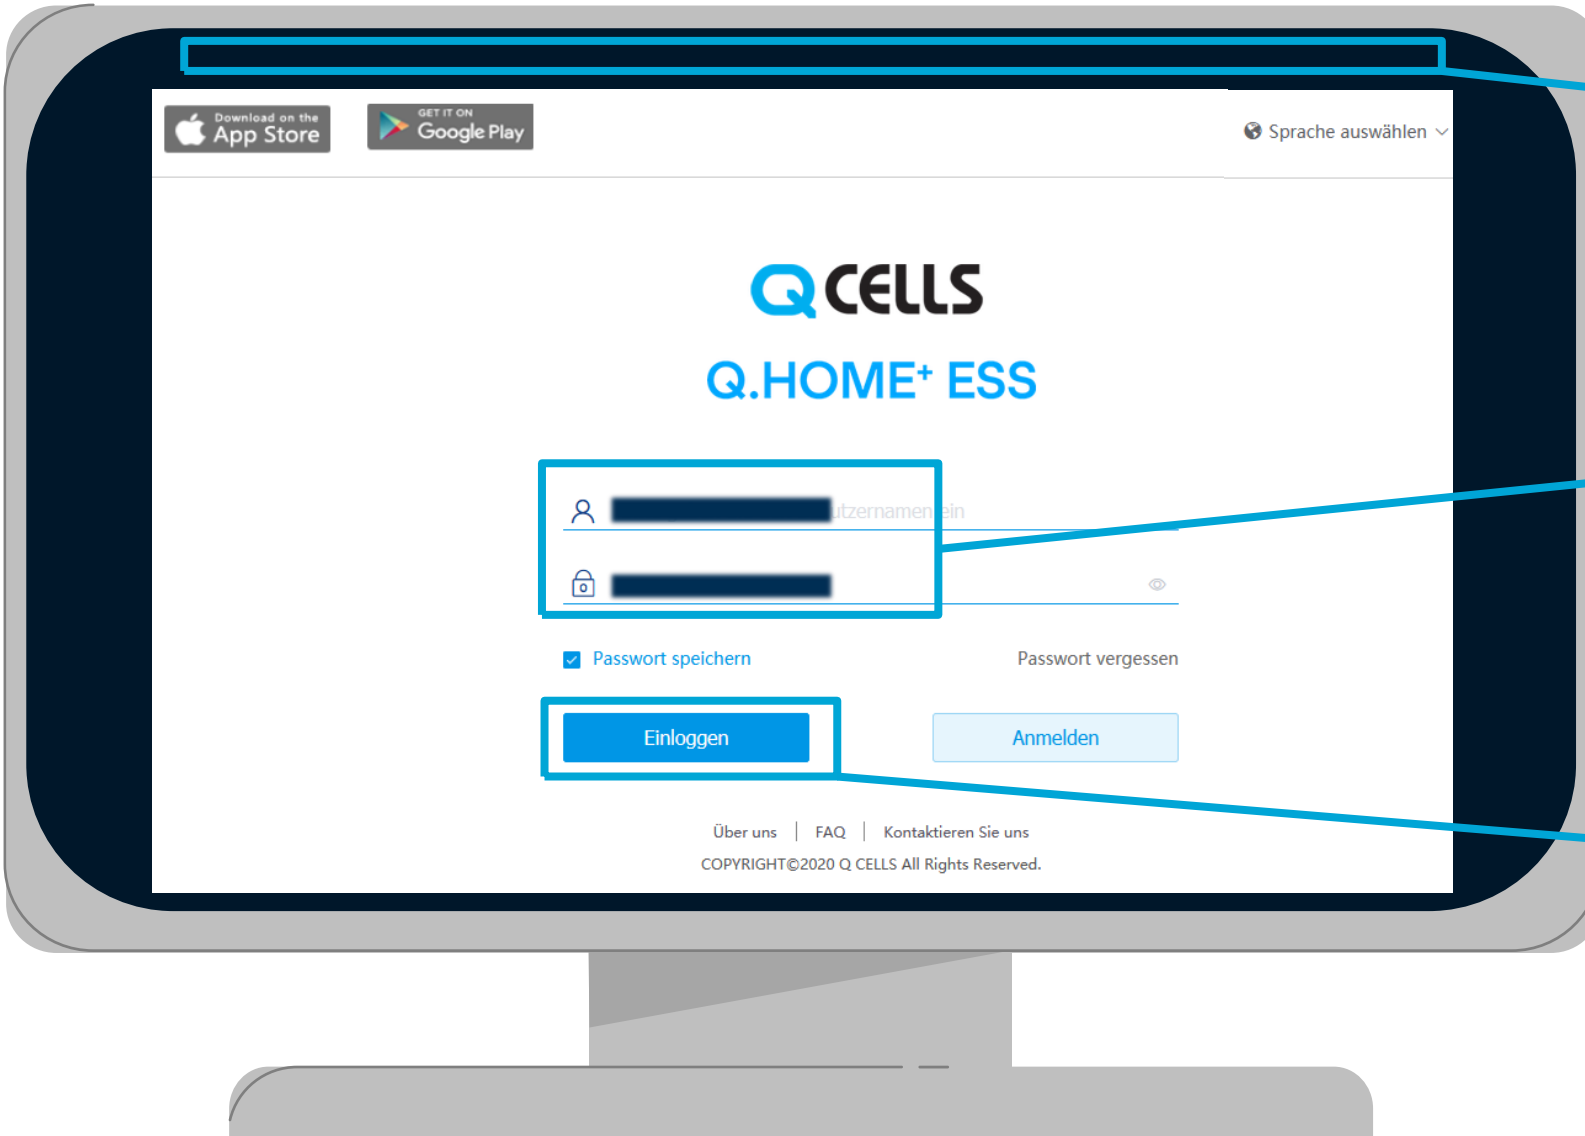 Download on the
App Store
GET IT ON
Google Play
Sprache auswählen
Q CELLS
Q.HOME+ ESS
ein
Passwort speichern
Passwort vergessen
Einloggen
Anmelden
Über uns | FAQ | Kontaktieren Sie uns
COPYRIGHT©2020 Q CELLS All Rights Reserved.